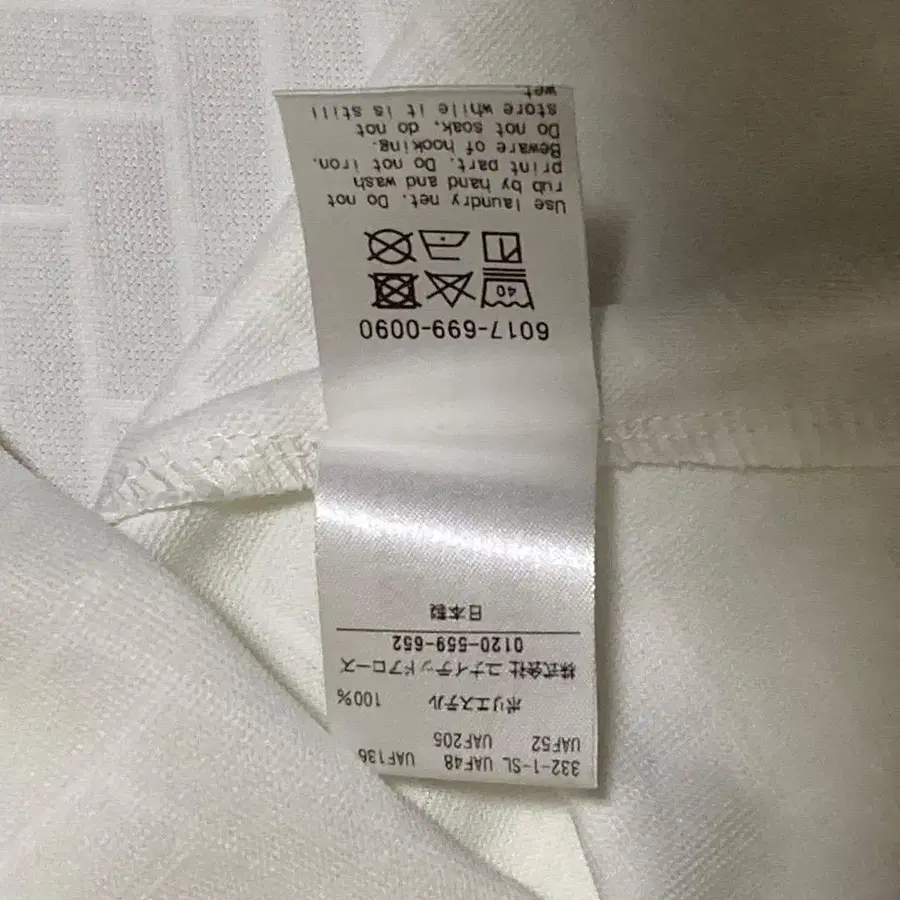 332-1-SL UAF48 UAF136
UAF52 UAF205
ポリエステル 100%
株式会社 ユナイテッドアローズ
0120-559-652
日本製
6017-699-0090
40
Use laundry net. Do not
rub by hand and wash
print part. Do not iron.
Beware of hooking.
Do not soak, do not
store while it is still
wet.